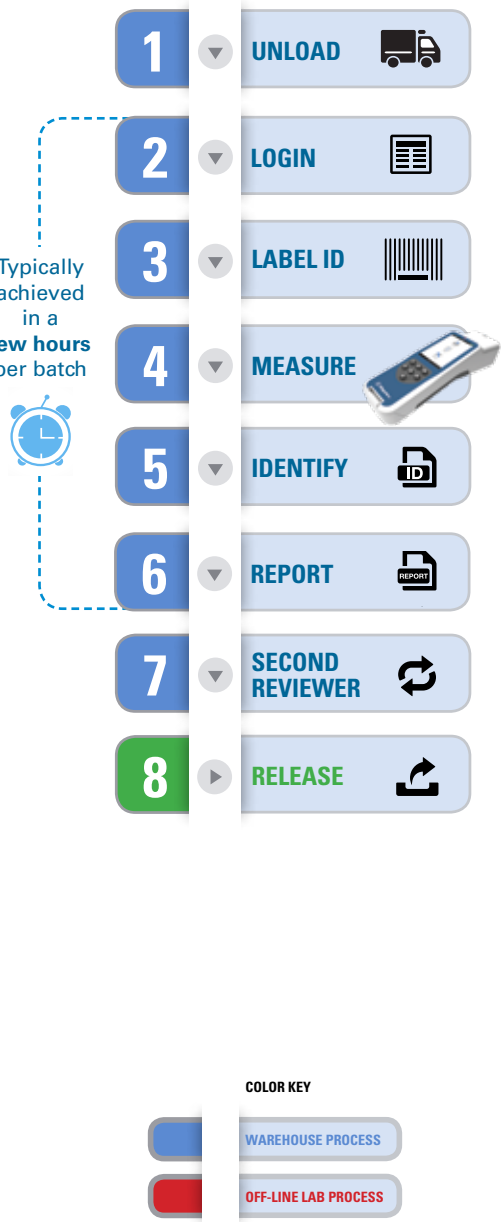 1
UNLOAD
2
LOGIN
3
LABEL ID
Typically
achieved
in a
ew hours
per batch
4
MEASURE
5
IDENTIFY
ID
6
REPORT
REPORT
7
SECOND
REVIEWER
8
RELEASE
COLOR KEY
WAREHOUSE PROCESS
OFF-LINE LAB PROCESS